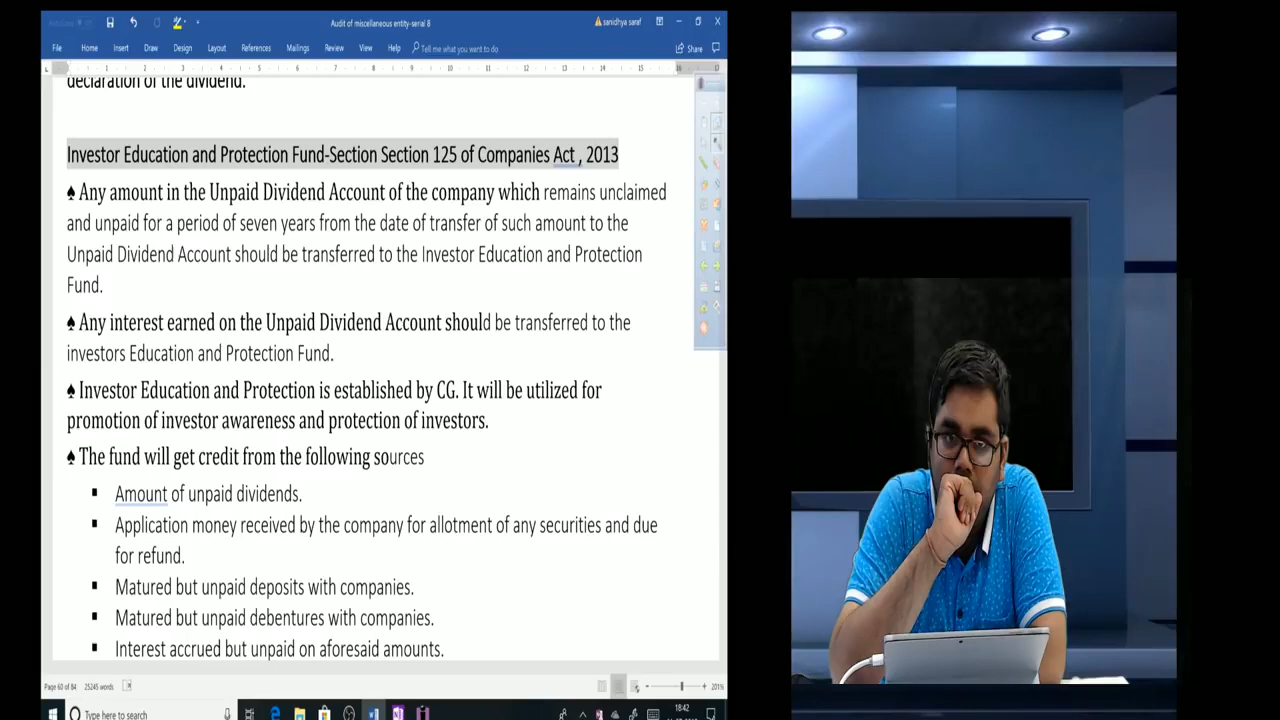 Audit of miscellaneous entity-serial 8
sanidhya saraf
File Home Insert Draw Design Layout References Mailings Review View Help Tell me what you want to do Share
declaration of the dividend.
Investor Education and Protection Fund-Section Section 125 of Companies Act , 2013
♠ Any amount in the Unpaid Dividend Account of the company which remains unclaimed
and unpaid for a period of seven years from the date of transfer of such amount to the
Unpaid Dividend Account should be transferred to the Investor Education and Protection
Fund.
♠ Any interest earned on the Unpaid Dividend Account should be transferred to the
investors Education and Protection Fund.
♠ Investor Education and Protection is established by CG. It will be utilized for
promotion of investor awareness and protection of investors.
♠ The fund will get credit from the following sources
▪ Amount of unpaid dividends.
▪ Application money received by the company for allotment of any securities and due
for refund.
▪ Matured but unpaid deposits with companies.
▪ Matured but unpaid debentures with companies.
▪ Interest accrued but unpaid on aforesaid amounts.
Page 60 of 84 25245 words 201%
Type here to search 18:42